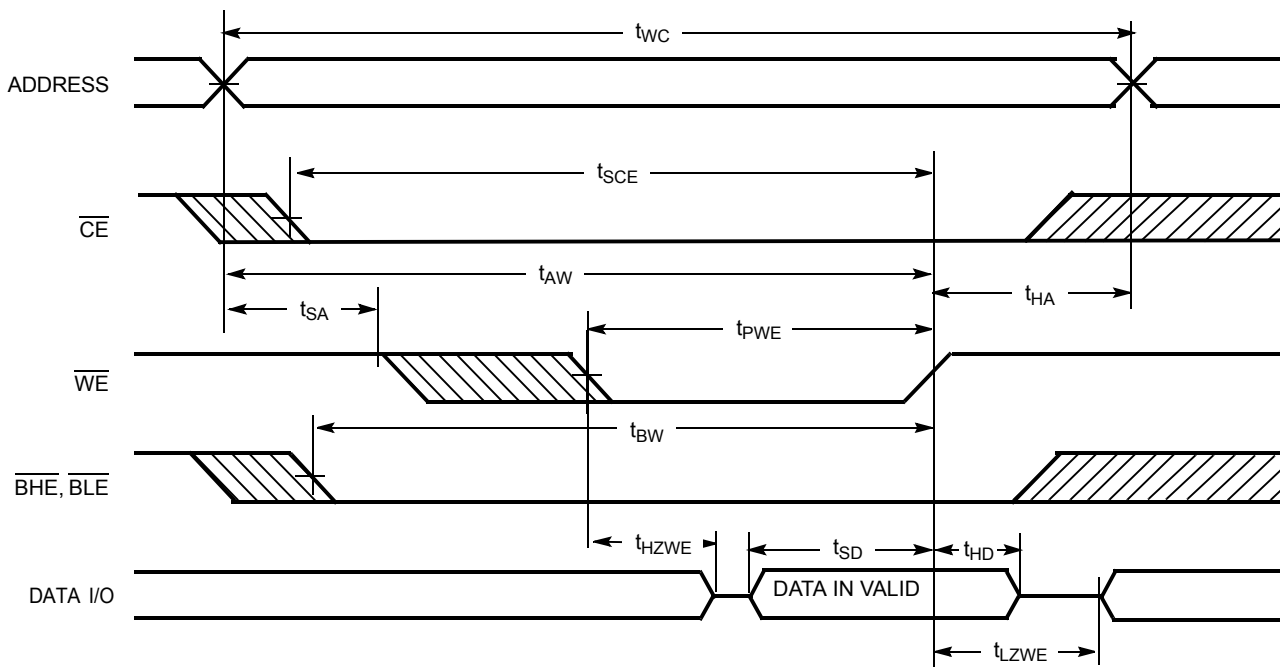 tWC
ADDRESS
tSCE
CE
tAW
tSA
tHA
tPWE
WE
tBW
BHE, BLE
tHZWE
tSD
tHD
DATA I/O
DATA IN VALID
tLZWE